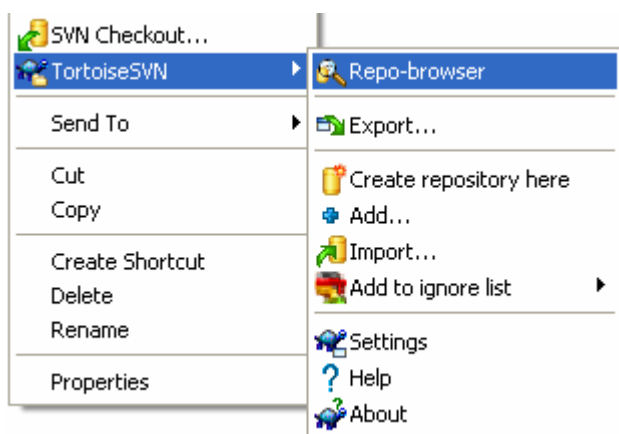 SVN Checkout...
TortoiseSVN
Send To
Cut
Copy
Create Shortcut
Delete
Rename
Properties
Repo-browser
Export...
Create repository here
Add...
Import...
Add to ignore list
Settings
Help
About